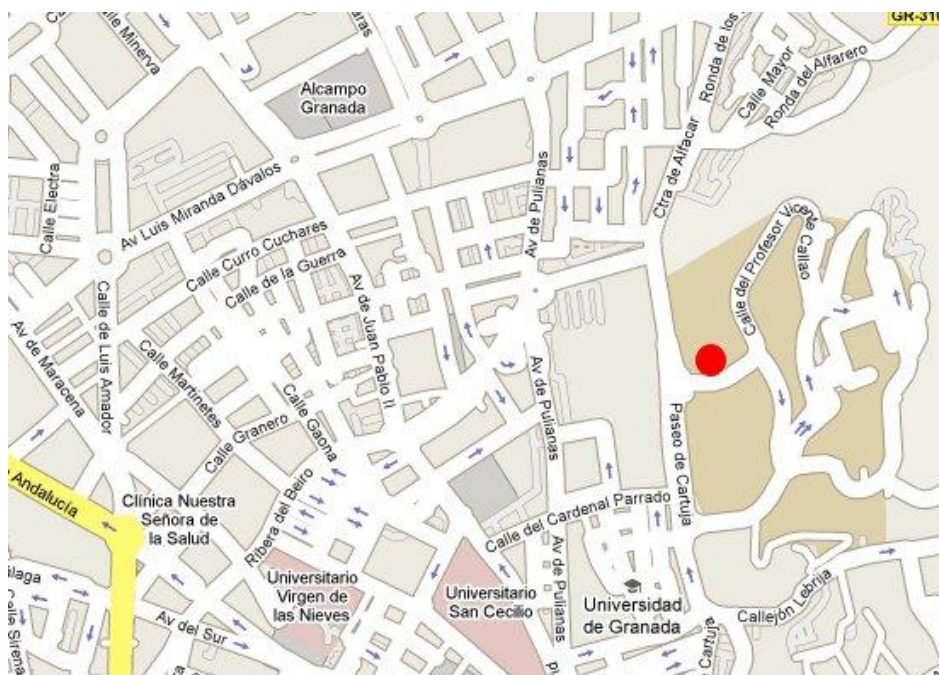 GR-310
Calle Minerva
Alcampo
Granada
Ronda de los
Calle Mayor
Ronda del Alfarero
Calle Electra
Av Luis Miranda Dávalos
Av de Pulianas
Ctra de Alfacar
Calle Curro Cuchares
Calle de la Guerra
Calle del Profesor Vicente Callao
Av de Maracena
Calle de Luis Amador
Calle Martinetes
Av de Juan Pablo II
Calle Granero
Calle Gaona
Av de Pulianas
Paseo de Cartuja
Andalucía
Clínica Nuestra
Señora de
la Salud
Ribera del Beiro
Calle del Cardenal Parrado
Universitario
Virgen de
las Nieves
Universitario
San Cecilio
Av de Pulianas
Universidad
de Granada
Callejón Lebrija
Av del Sur
Calle Sirena
Cartuja